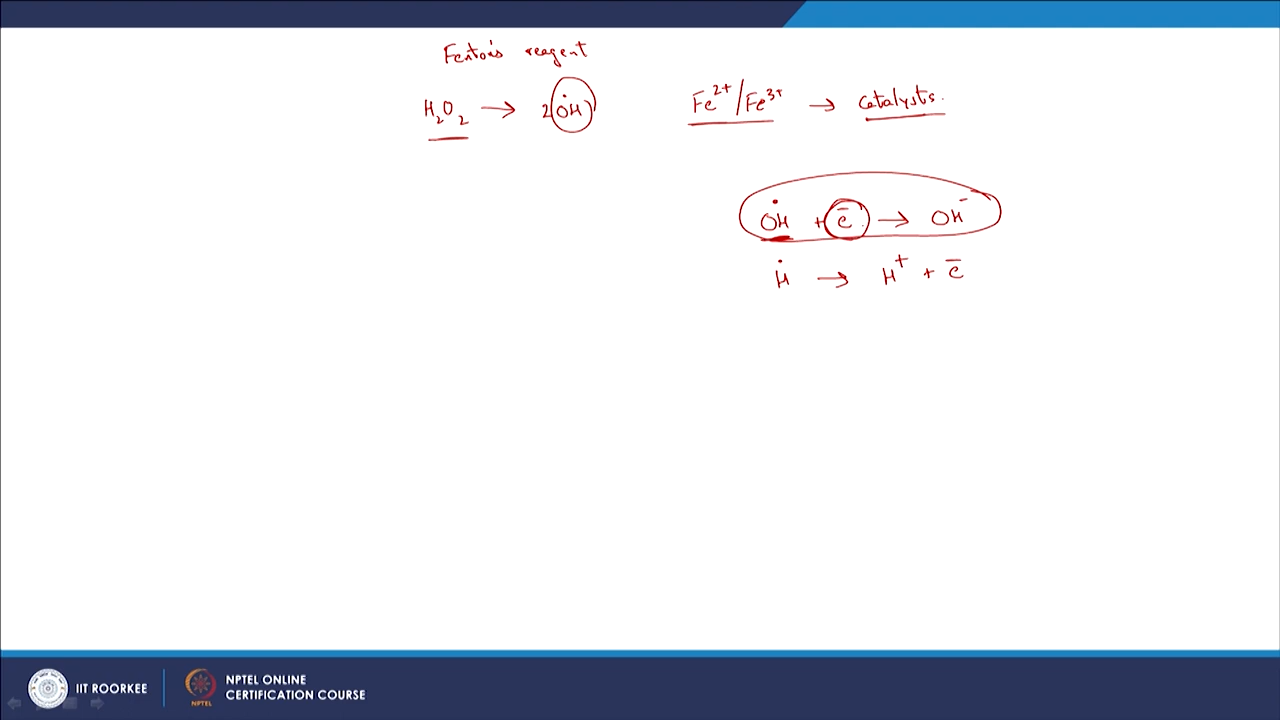 Fenton's reagent
H₂O₂ → 2ȮH
Fe²⁺/Fe³⁺ → catalysts.
ȮH + e⁻ → OH⁻
Ḣ → H⁺ + e⁻
IIT ROORKEE
NPTEL
NPTEL ONLINE
CERTIFICATION COURSE